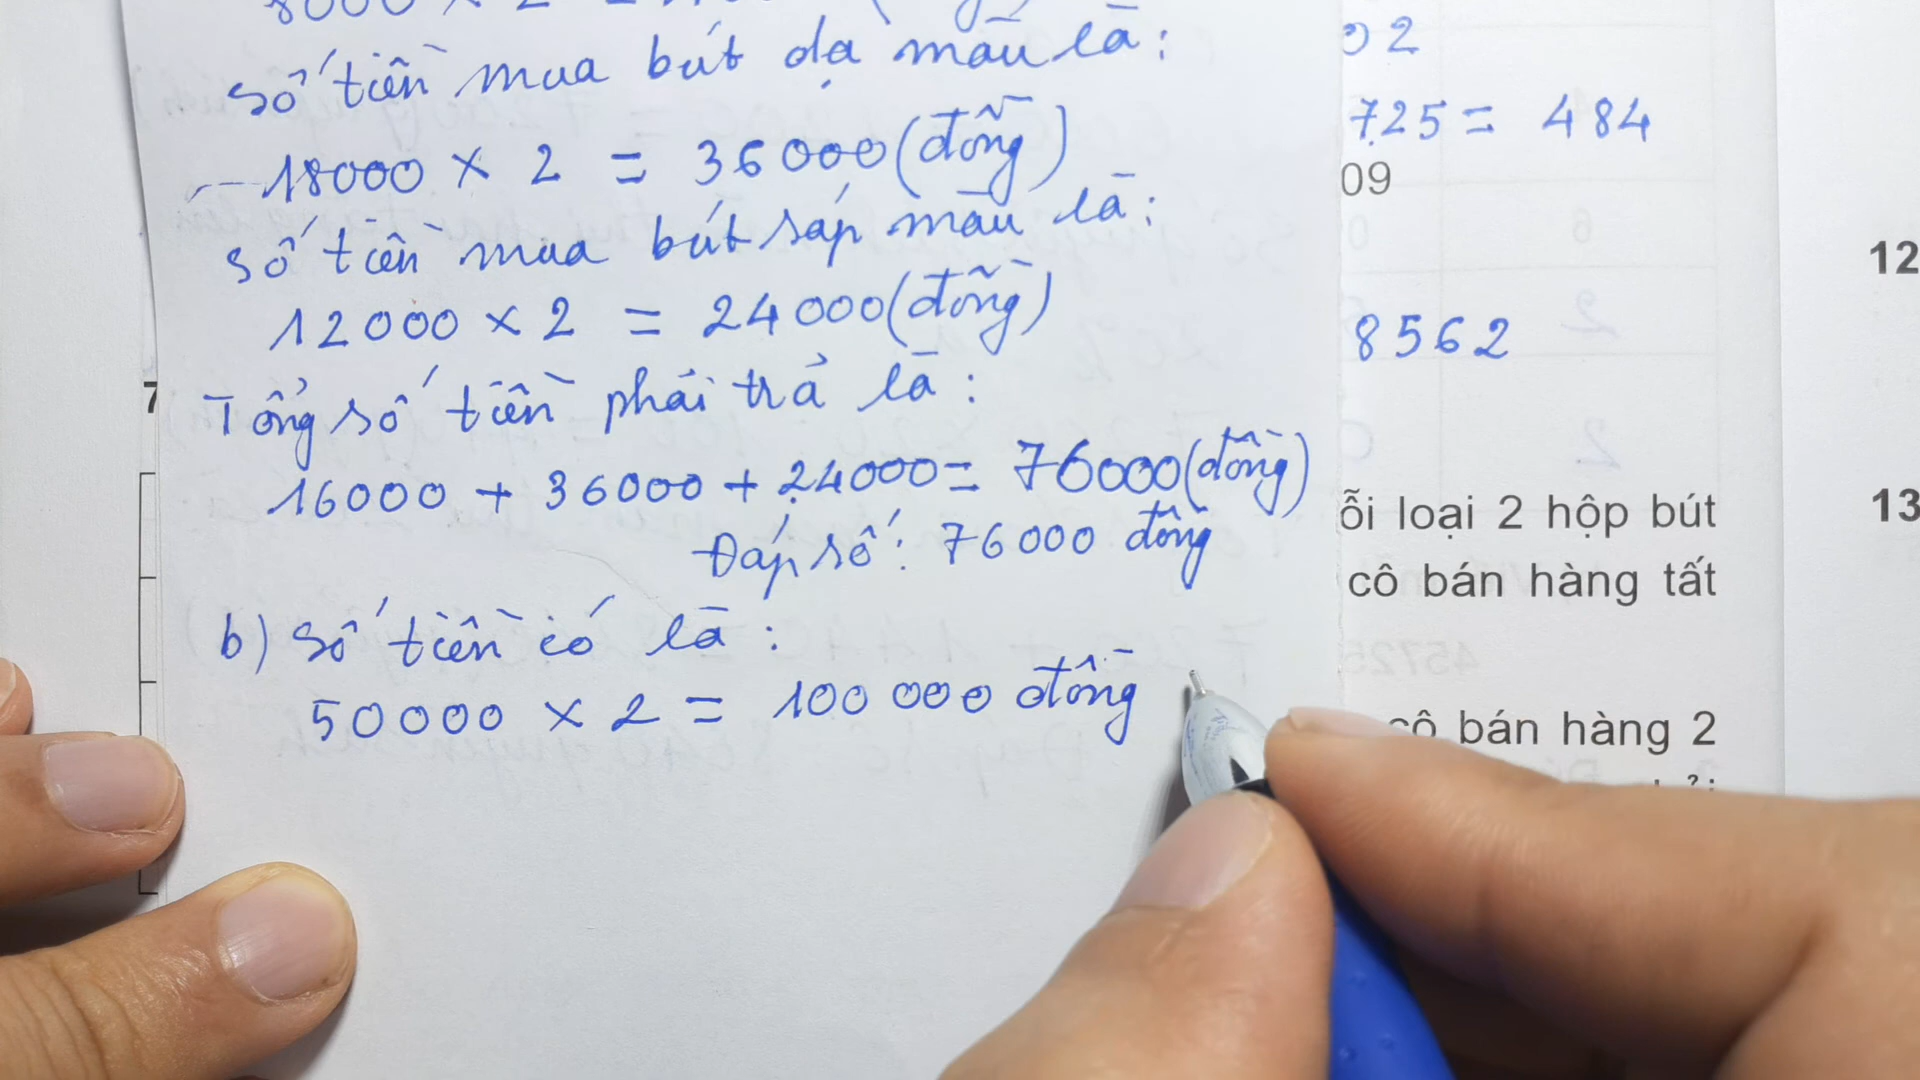 8000 × 2 =
số tiền mua bút dạ màu là:
18000 × 2 = 36000 (đồng)
số tiền mua bút sáp màu là:
12000 × 2 = 24000 (đồng)
Tổng số tiền phải trả là:
16000 + 36000 + 24000 = 76000 (đồng)
Đáp số: 76000 đồng
b) số tiền có là:
50000 × 2 = 100 000 đồng
7
2
725 = 484
09
8562
ỗi loại 2 hộp bút
cô bán hàng tất
cô bán hàng 2
12
13